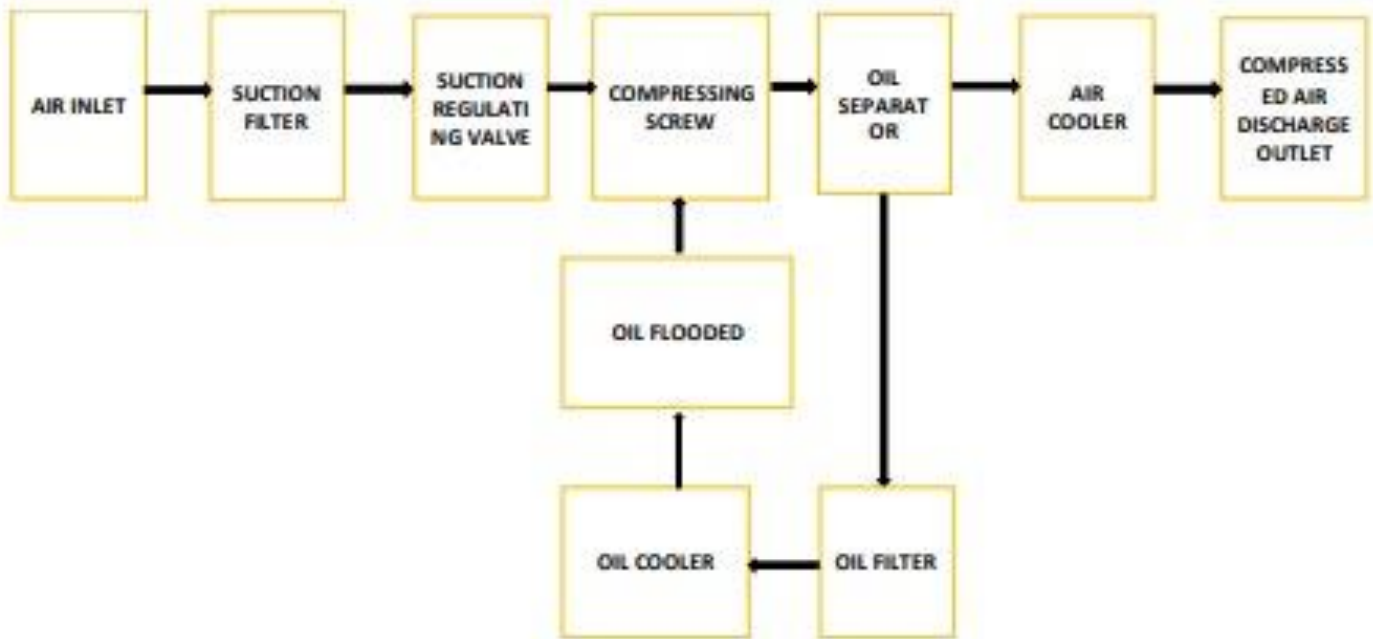 AIR INLET
SUCTION
FILTER
SUCTION
REGULATI
NG VALVE
COMPRESSING
SCREW
OIL
SEPARAT
OR
AIR
COOLER
COMPRESS
ED AIR
DISCHARGE
OUTLET
OIL FLOODED
OIL COOLER
OIL FILTER